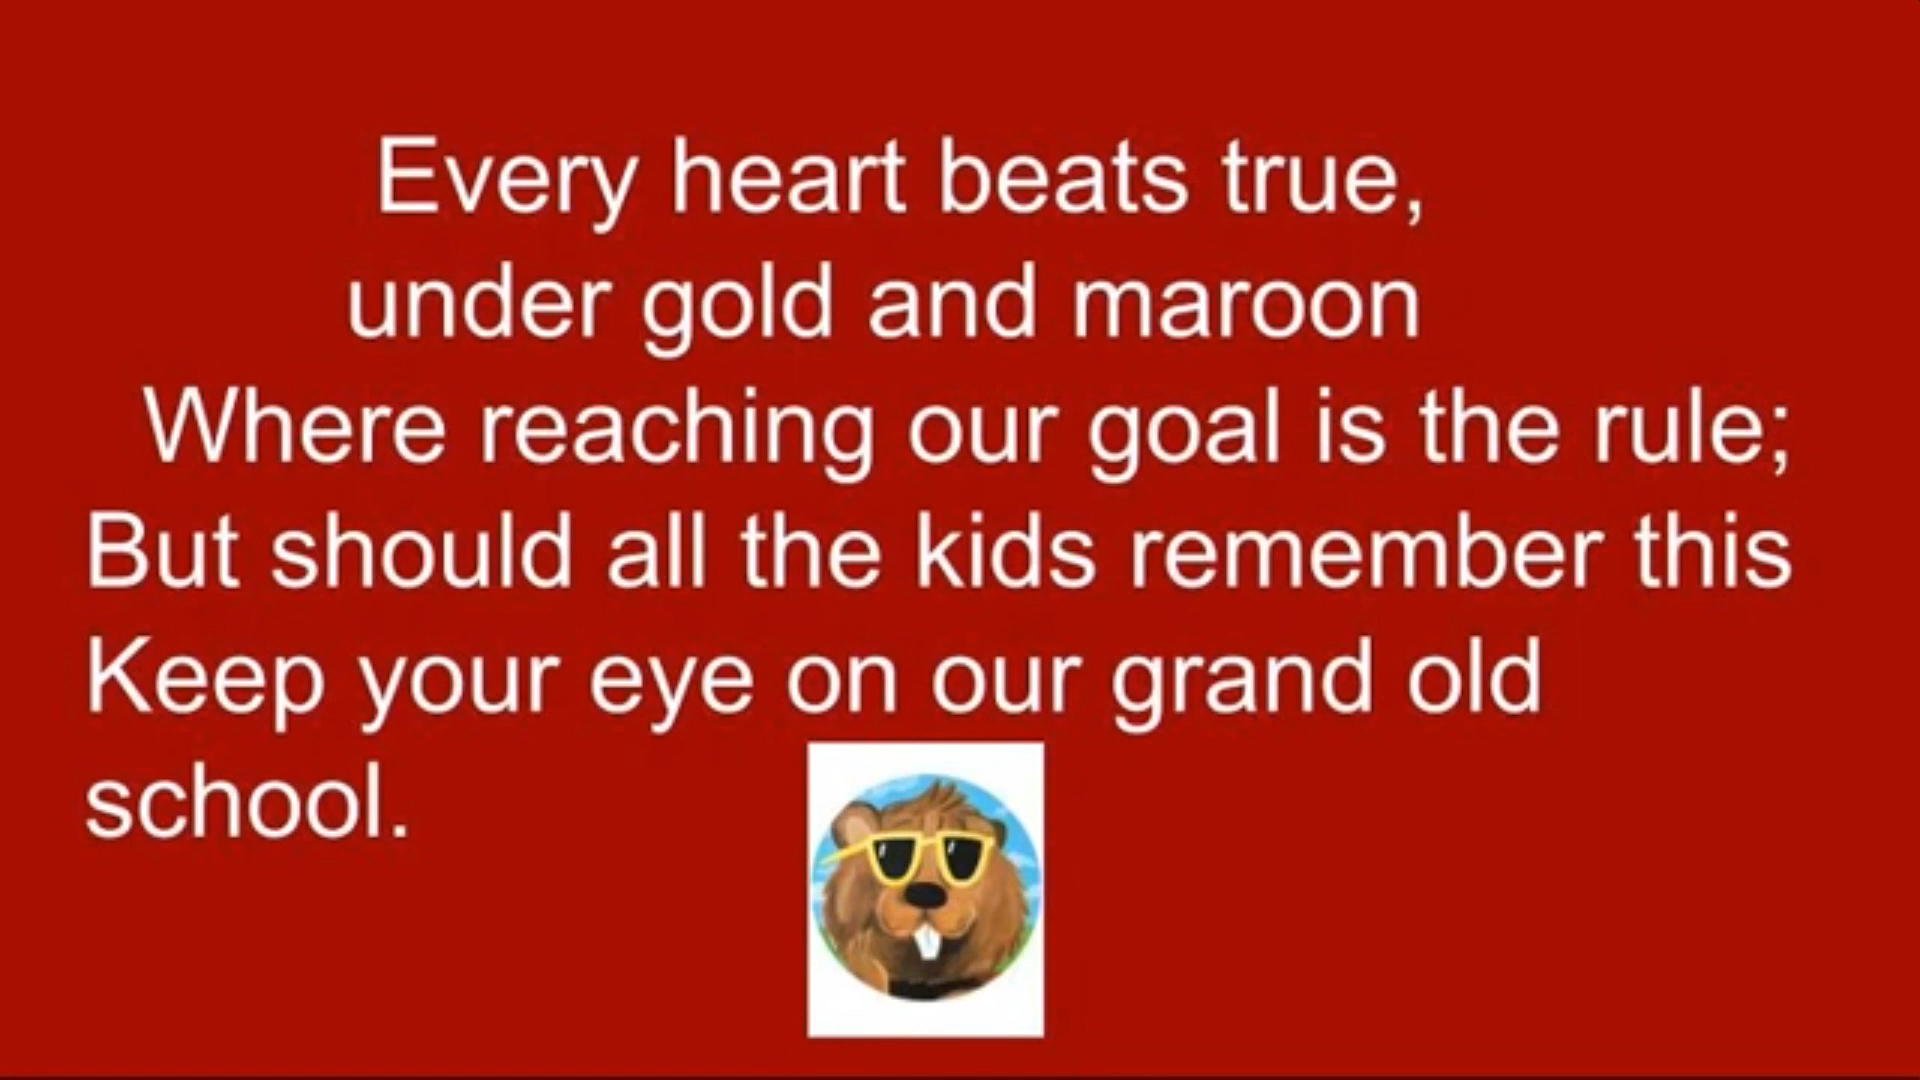 Every heart beats true,
under gold and maroon
Where reaching our goal is the rule;
But should all the kids remember this
Keep your eye on our grand old
school.